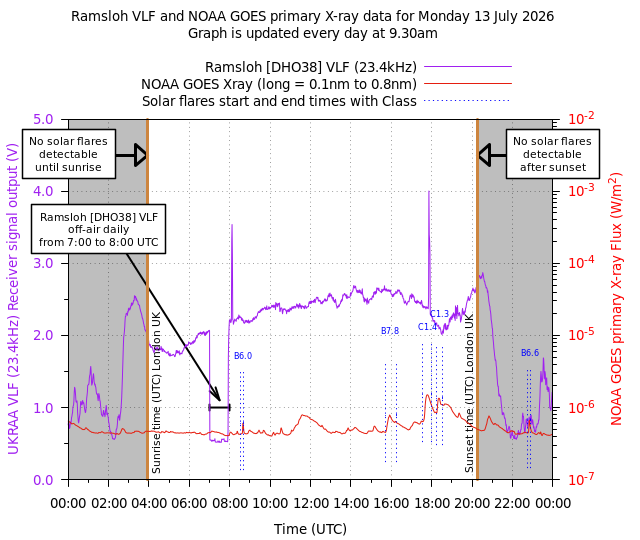 Ramsloh VLF and NOAA GOES primary X-ray data for Monday 13 July 2026
Graph is updated every day at 9.30am
Ramsloh [DHO38] VLF (23.4kHz)
NOAA GOES Xray (long = 0.1nm to 0.8nm)
Solar flares start and end times with Class
5.0
4.0
3.0
2.0
1.0
0.0
UKRAA VLF (23.4kHz) Receiver signal output (V)
No solar flares
detectable
until sunrise
No solar flares
detectable
after sunset
Ramsloh [DHO38] VLF
off-air daily
from 7:00 to 8:00 UTC
Sunrise time (UTC) London UK
Sunset time (UTC) London UK
B6.0
B7.8
C1.4
C1.3
B6.6
10-2
10-3
10-4
10-5
10-6
10-7
NOAA GOES primary X-ray Flux (W/m2)
00:00 02:00 04:00 06:00 08:00 10:00 12:00 14:00 16:00 18:00 20:00 22:00 00:00
Time (UTC)